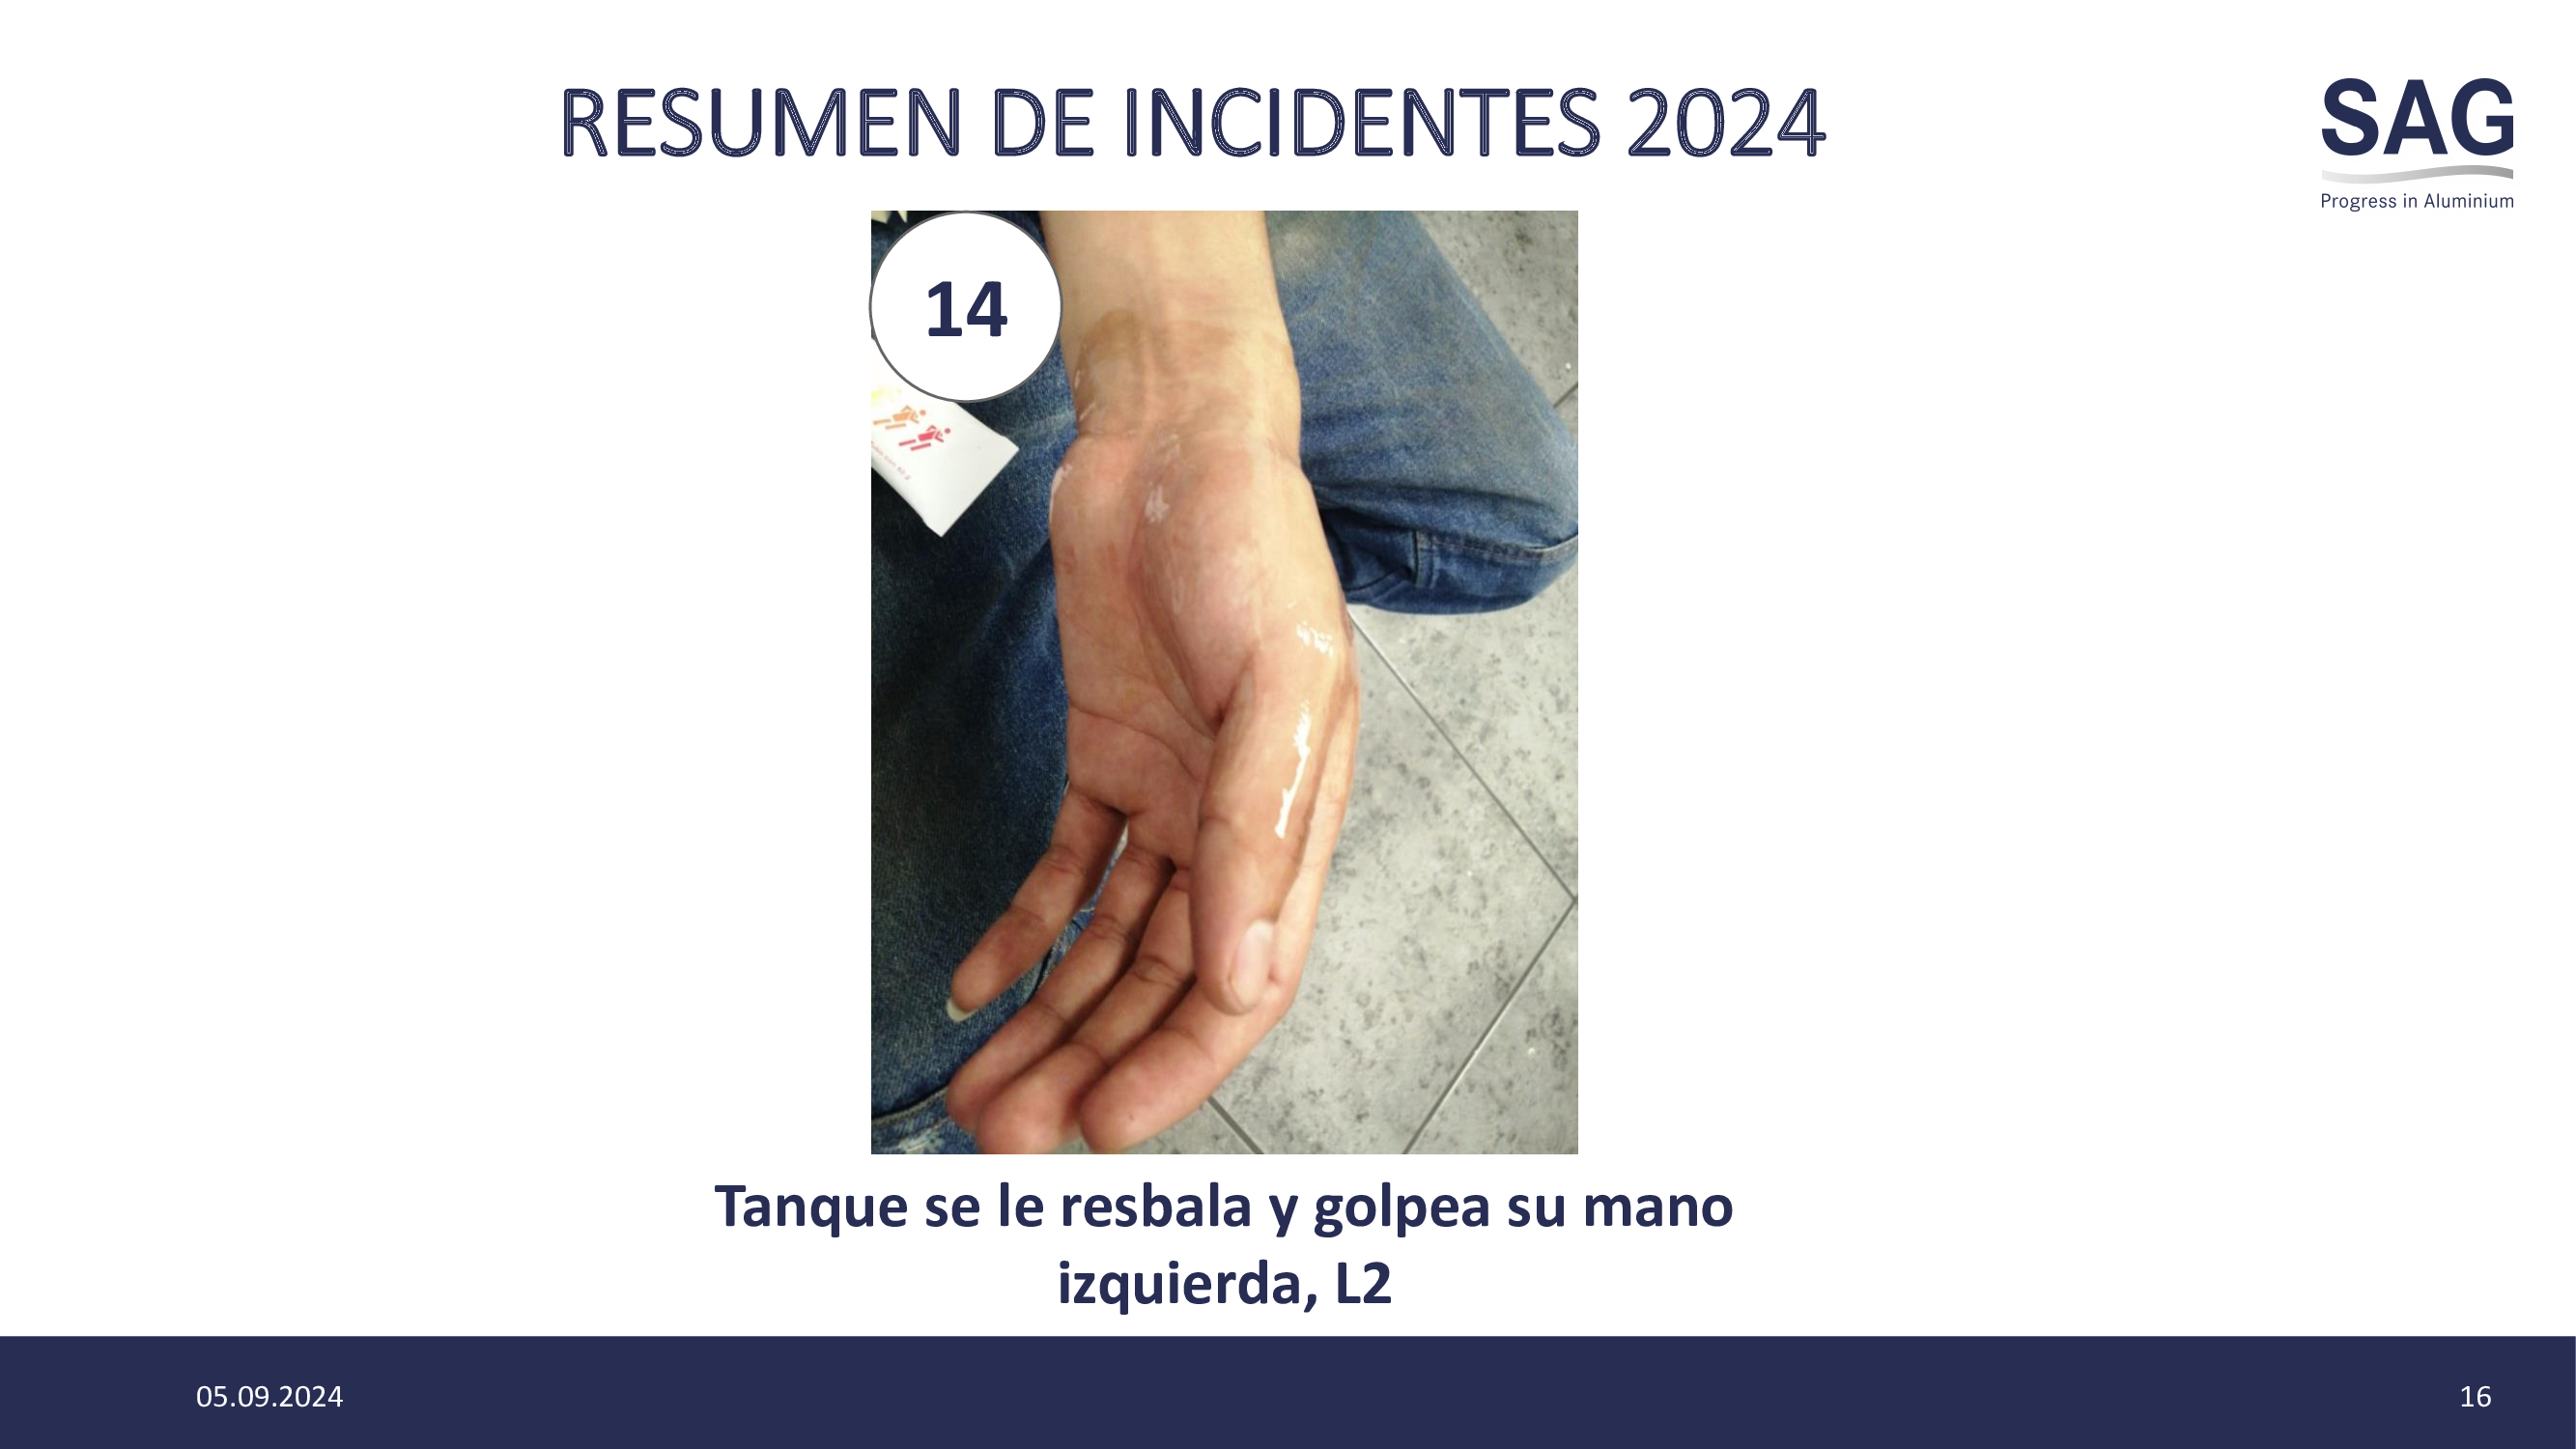 RESUMEN DE INCIDENTES 2024
SAG
Progress in Aluminium
14
Tanque se le resbala y golpea su mano
izquierda, L2
05.09.2024
16